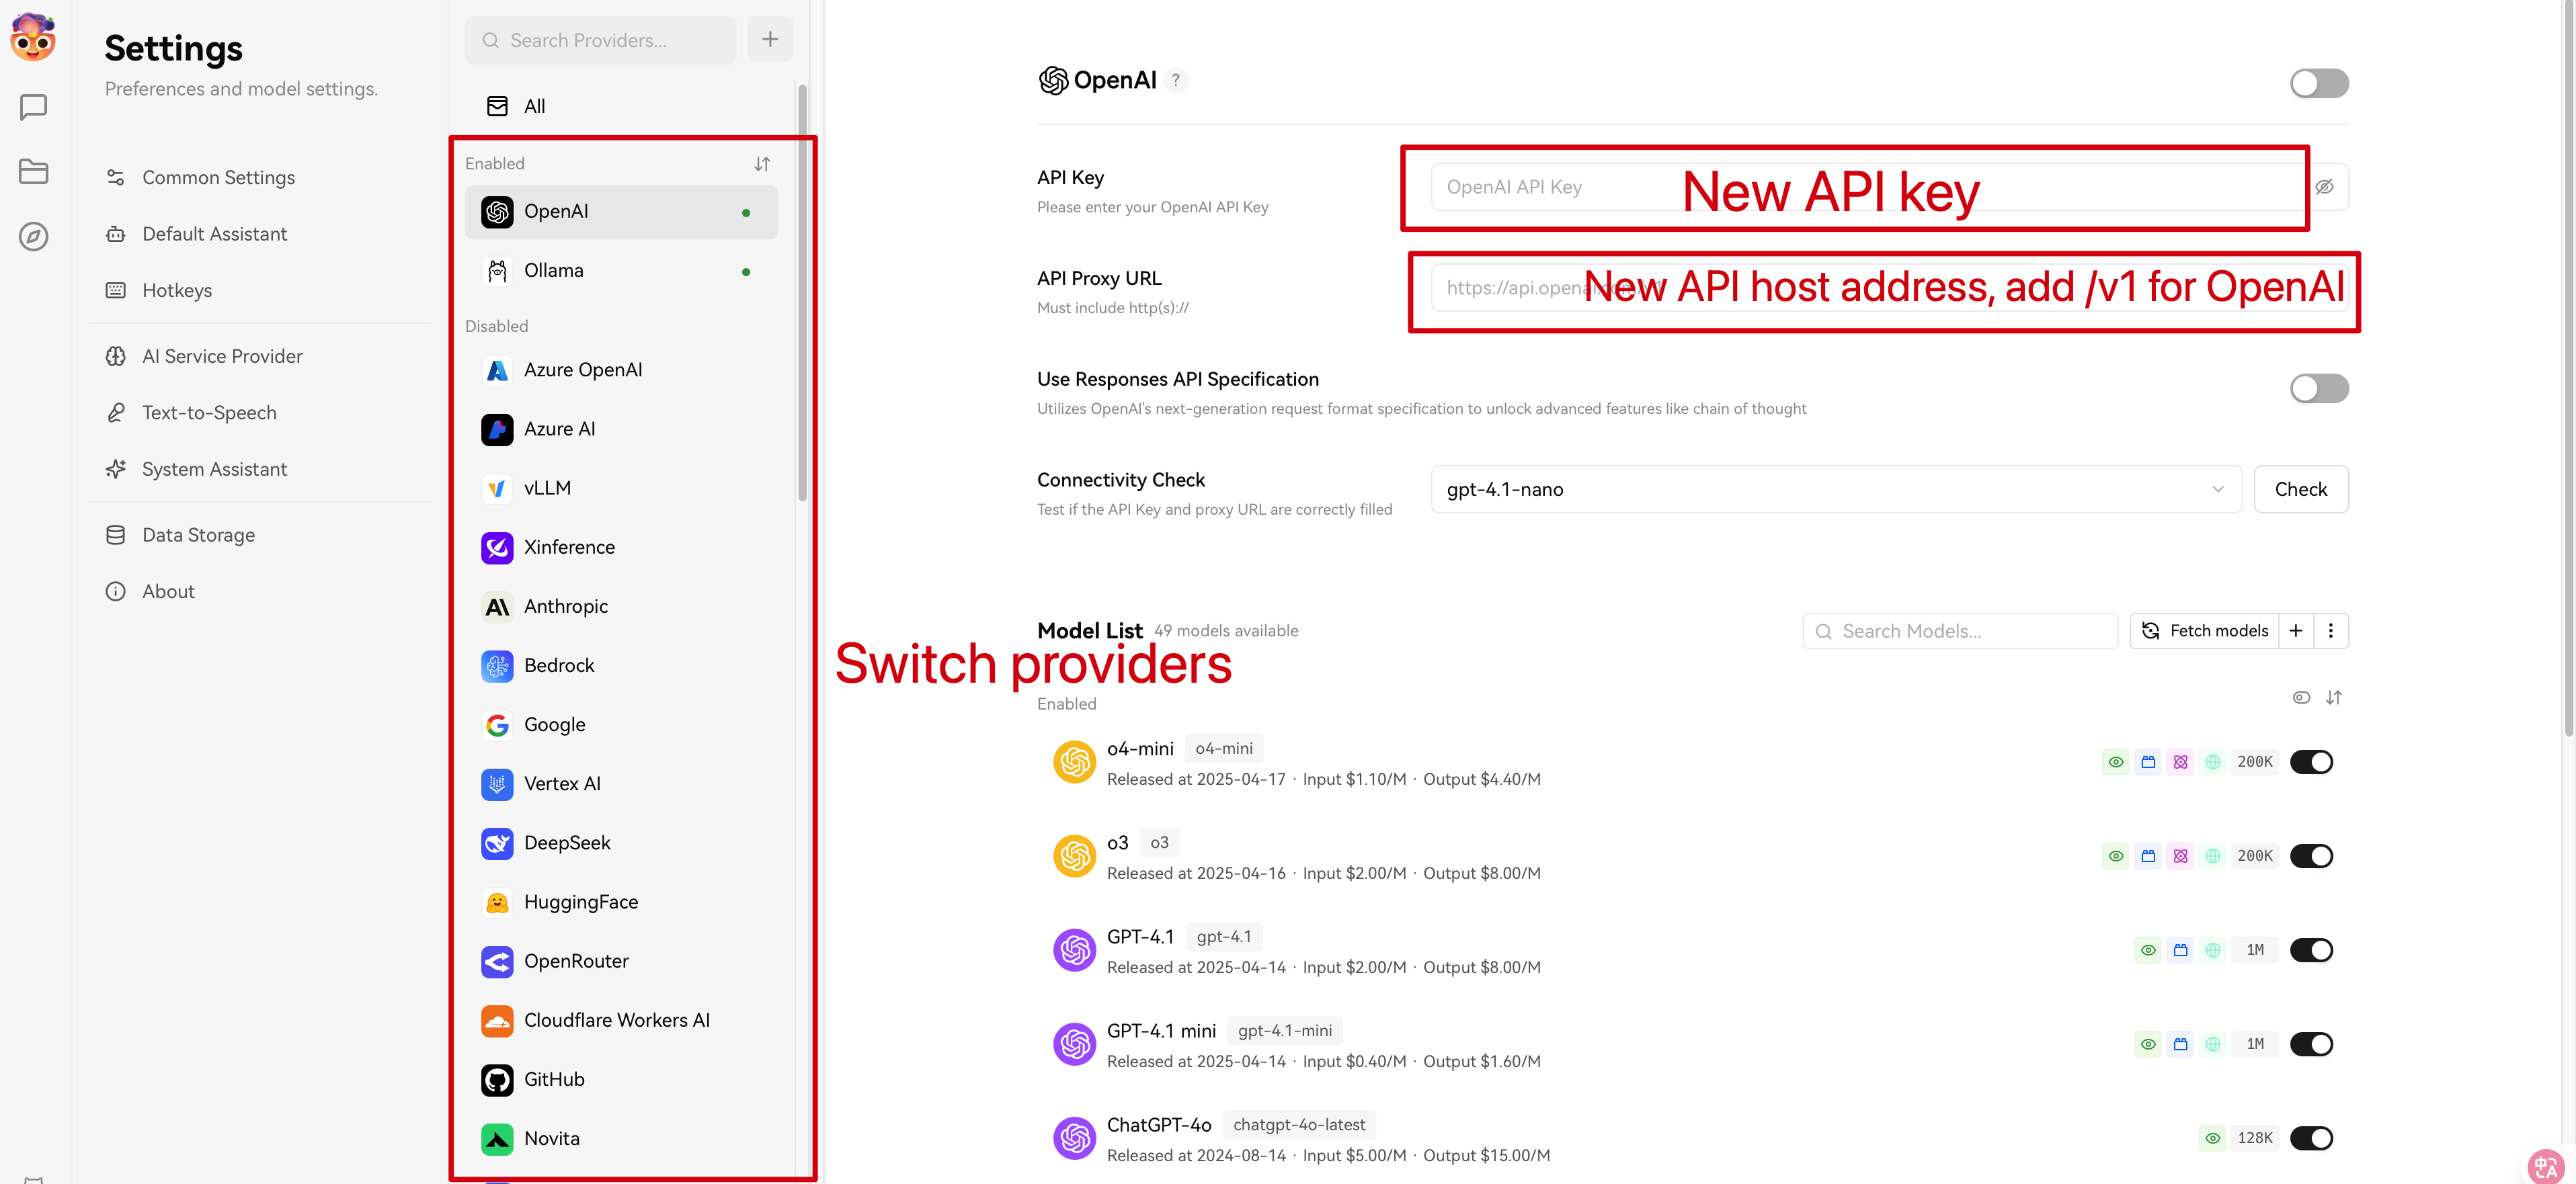 Settings
Preferences and model settings.
Common Settings
Default Assistant
Hotkeys
AI Service Provider
Text-to-Speech
System Assistant
Data Storage
About
Search Providers...
All
Enabled
OpenAI
Ollama
Disabled
Azure OpenAI
Azure AI
vLLM
Xinference
Anthropic
Bedrock
Google
Vertex AI
DeepSeek
HuggingFace
OpenRouter
Cloudflare Workers AI
GitHub
Novita
Switch providers
OpenAI ?
API Key
Please enter your OpenAI API Key
OpenAI API Key
New API key
API Proxy URL
Must include http(s)://
https://api.openai.com/v1
New API host address, add /v1 for OpenAI
Use Responses API Specification
Utilizes OpenAI's next-generation request format specification to unlock advanced features like chain of thought
Connectivity Check
Test if the API Key and proxy URL are correctly filled
gpt-4.1-nano
Check
Model List 49 models available
Search Models...
Fetch models
Enabled
o4-mini o4-mini
Released at 2025-04-17 · Input $1.10/M · Output $4.40/M
200K
o3 o3
Released at 2025-04-16 · Input $2.00/M · Output $8.00/M
200K
GPT-4.1 gpt-4.1
Released at 2025-04-14 · Input $2.00/M · Output $8.00/M
1M
GPT-4.1 mini gpt-4.1-mini
Released at 2025-04-14 · Input $0.40/M · Output $1.60/M
1M
ChatGPT-4o chatgpt-4o-latest
Released at 2024-08-14 · Input $5.00/M · Output $15.00/M
128K
中A